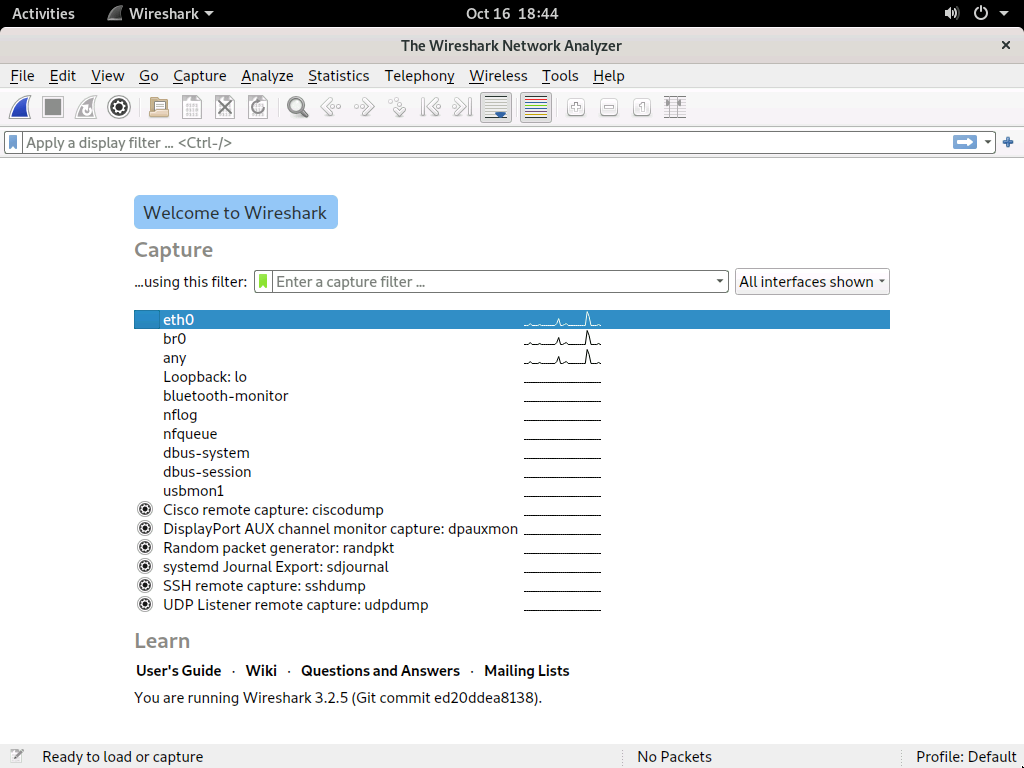 Activities Wireshark Oct 16 18:44
The Wireshark Network Analyzer
File Edit View Go Capture Analyze Statistics Telephony Wireless Tools Help
Apply a display filter … <Ctrl-/>
Welcome to Wireshark
Capture
…using this filter: Enter a capture filter … All interfaces shown
eth0
br0
any
Loopback: lo
bluetooth-monitor
nflog
nfqueue
dbus-system
dbus-session
usbmon1
Cisco remote capture: ciscodump
DisplayPort AUX channel monitor capture: dpauxmon
Random packet generator: randpkt
systemd Journal Export: sdjournal
SSH remote capture: sshdump
UDP Listener remote capture: udpdump
Learn
User's Guide · Wiki · Questions and Answers · Mailing Lists
You are running Wireshark 3.2.5 (Git commit ed20ddea8138).
Ready to load or capture No Packets Profile: Default